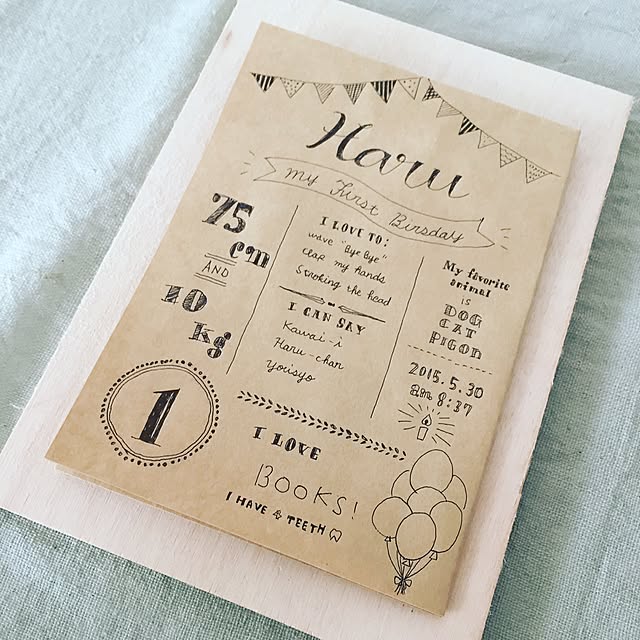 Haru
my First Birsday
75
cm
AND
10
kg
1
I LOVE TO:
wave "Bye Bye"
clap my hands
Stroking the head
I CAN SAY
Kawai-i
Haru-chan
Yoisyo
My favorite
animal
is
DOG
CAT
PIGON
2015.5.30
am 8:37
I LOVE
BOOKS!
I HAVE 4 TEETH